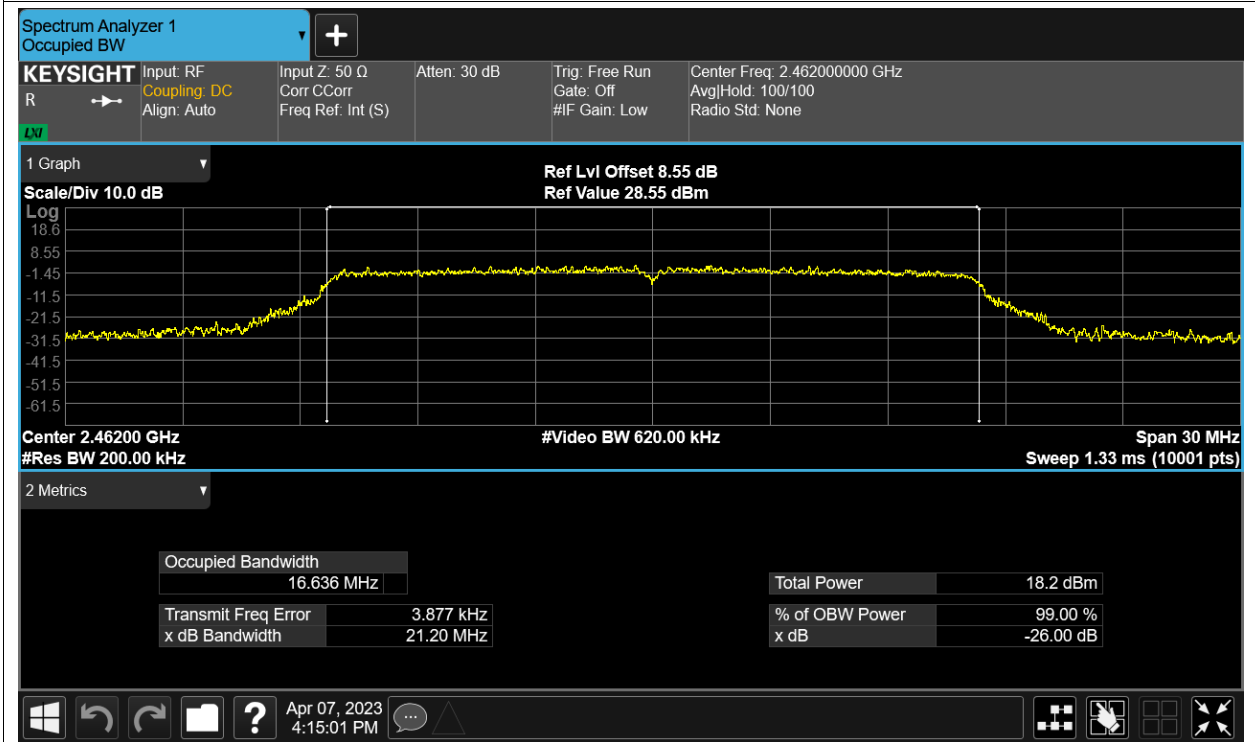 Spectrum Analyzer 1
Occupied BW
KEYSIGHT
R
LXI
Input: RF
Coupling: DC
Align: Auto
Input Z: 50 Ω
Corr CCorr
Freq Ref: Int (S)
Atten: 30 dB
Trig: Free Run
Gate: Off
#IF Gain: Low
Center Freq: 2.462000000 GHz
Avg|Hold: 100/100
Radio Std: None
1 Graph
Scale/Div 10.0 dB
Ref Lvl Offset 8.55 dB
Ref Value 28.55 dBm
Log
18.6
8.55
-1.45
-11.5
-21.5
-31.5
-41.5
-51.5
-61.5
Center 2.46200 GHz
#Res BW 200.00 kHz
#Video BW 620.00 kHz
Span 30 MHz
Sweep 1.33 ms (10001 pts)
2 Metrics
Occupied Bandwidth
16.636 MHz
Transmit Freq Error 3.877 kHz
x dB Bandwidth 21.20 MHz
Total Power 18.2 dBm
% of OBW Power 99.00 %
x dB -26.00 dB
?
Apr 07, 2023
4:15:01 PM